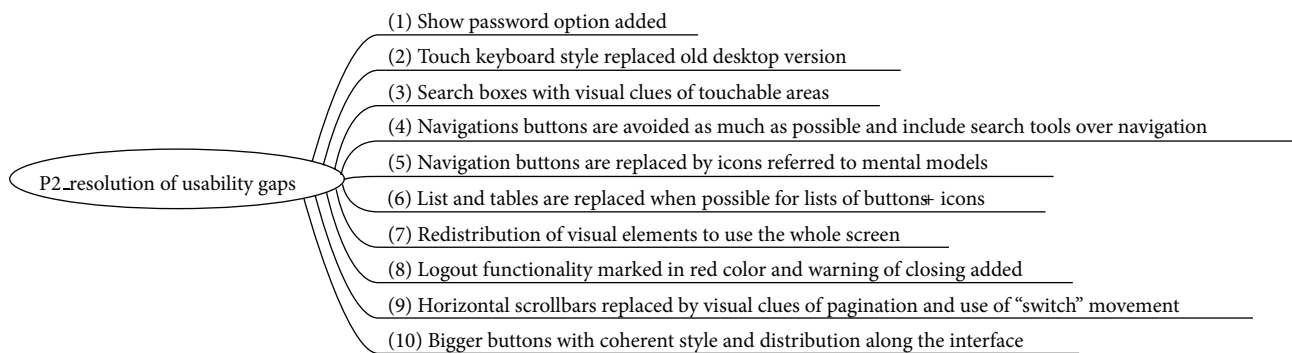 (1) Show password option added
(2) Touch keyboard style replaced old desktop version
(3) Search boxes with visual clues of touchable areas
(4) Navigations buttons are avoided as much as possible and include search tools over navigation
(5) Navigation buttons are replaced by icons referred to mental models
P2_resolution of usability gaps
(6) List and tables are replaced when possible for lists of buttons+ icons
(7) Redistribution of visual elements to use the whole screen
(8) Logout functionality marked in red color and warning of closing added
(9) Horizontal scrollbars replaced by visual clues of pagination and use of “switch” movement
(10) Bigger buttons with coherent style and distribution along the interface